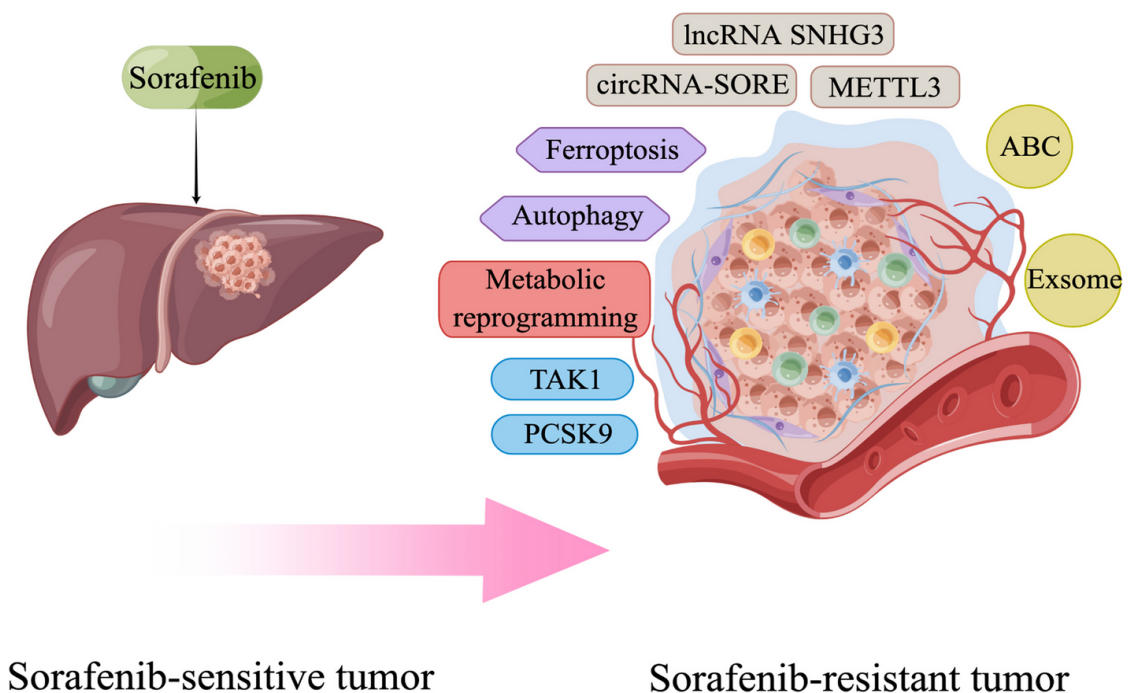 lncRNA SNHG3
Sorafenib
circRNA-SORE
METTL3
Ferroptosis
ABC
Autophagy
Metabolic
reprogramming
Exsome
TAK1
PCSK9
Sorafenib-sensitive tumor
Sorafenib-resistant tumor